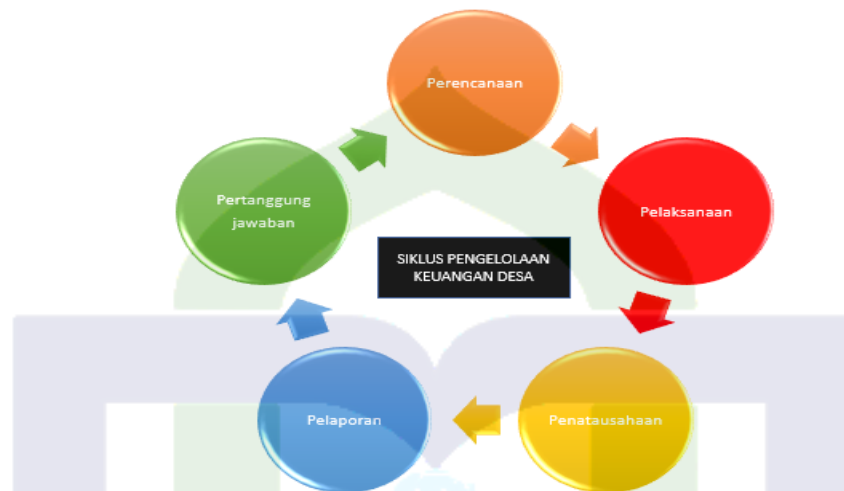 Perencanaan
Pelaksanaan
Penatausahaan
Pelaporan
Pertanggung
jawaban
SIKLUS PENGELOLAAN
KEUANGAN DESA